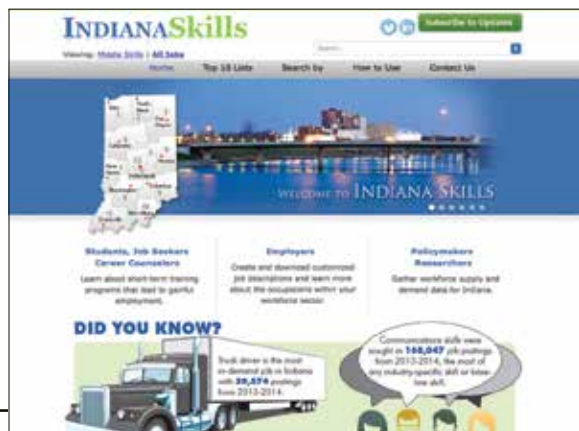 INDIANASkills
Subscribe to Updates
Search...
Viewing: Middle Skills | All Jobs
Home Top 10 Lists Search by How to Use Contact Us
WELCOME TO INDIANA SKILLS
Students, Job Seekers
Career Counselors
Learn about short-term training
programs that lead to gainful
employment.
Employers
Create and download customized
job descriptions and learn more
about the occupations within your
workforce sector.
Policymakers
Researchers
Gather workforce supply and
demand data for Indiana.
DID YOU KNOW?
Truck driver is the most
in-demand job in Indiana
with postings
from 2013-2014.
Communications skills were
sought in 168,047 job postings
from 2013-2014, the most of
any industry-specific skill or base-
line skill.